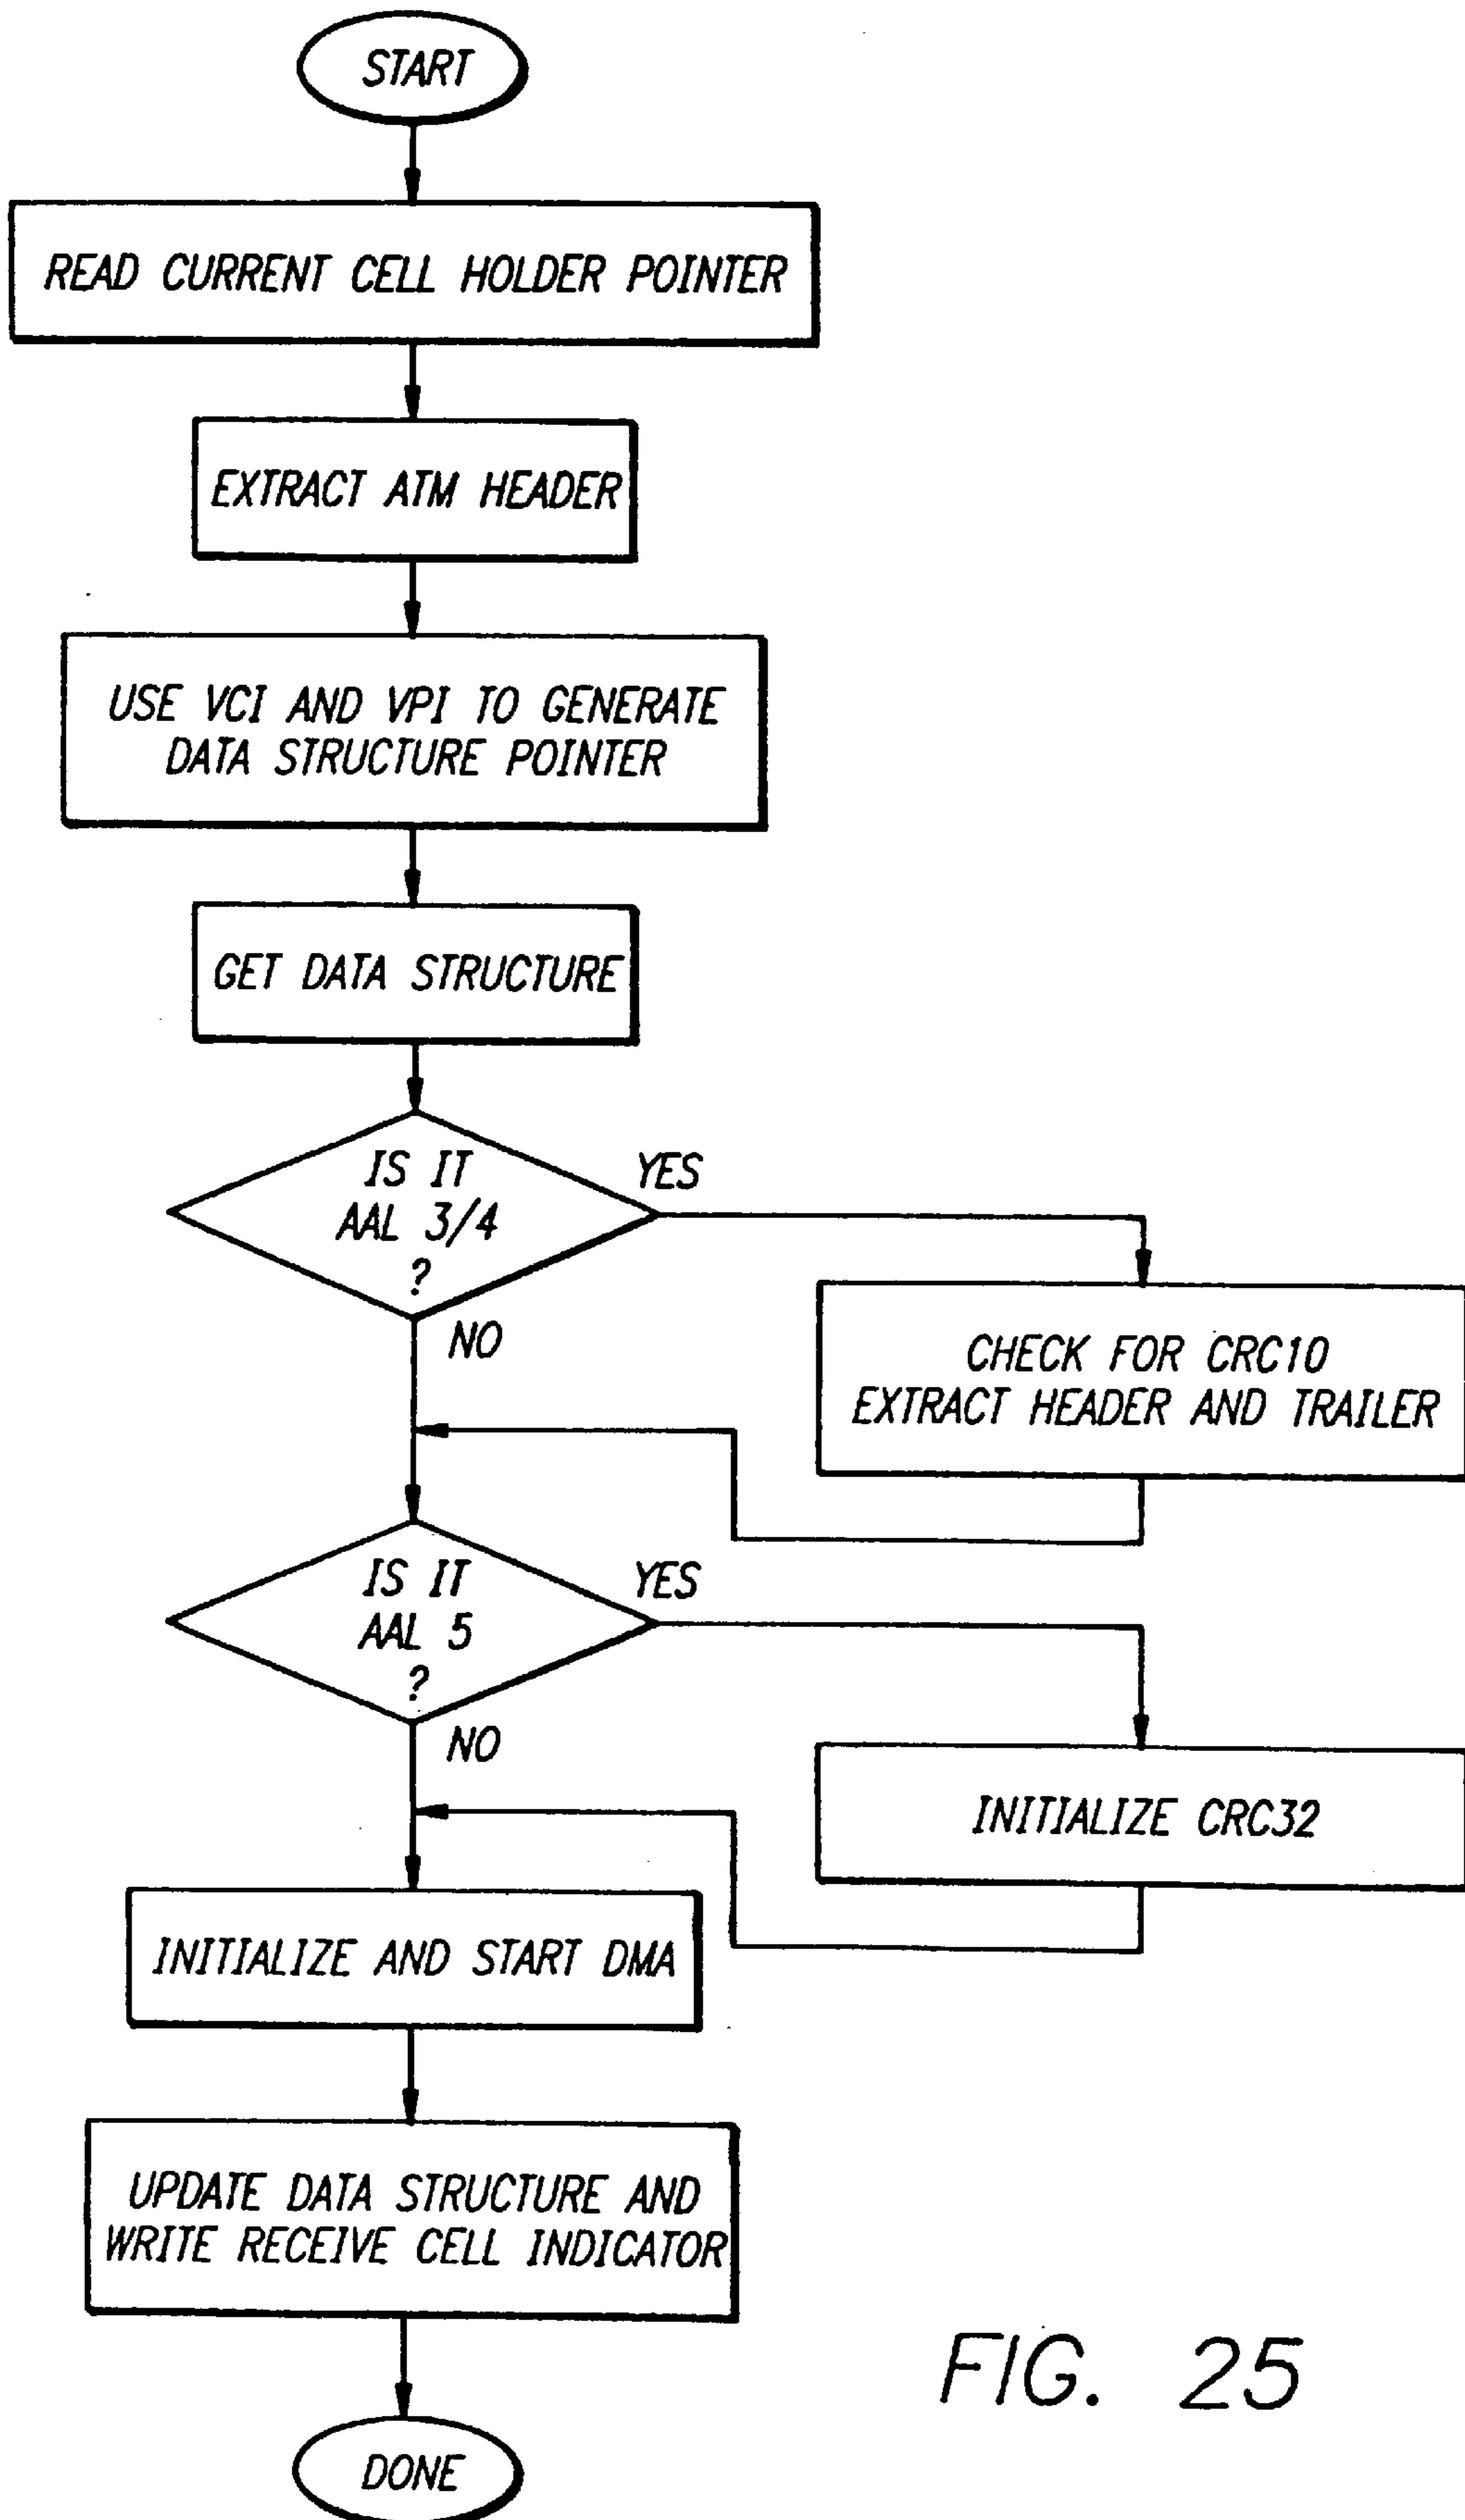 START
READ CURRENT CELL HOLDER POINTER
EXTRACT ATM HEADER
USE VCI AND VPI TO GENERATE
DATA STRUCTURE POINTER
GET DATA STRUCTURE
IS IT
AAL 3/4
?
YES
NO
CHECK FOR CRC10
EXTRACT HEADER AND TRAILER
IS IT
AAL 5
?
YES
NO
INITIALIZE CRC32
INITIALIZE AND START DMA
UPDATE DATA STRUCTURE AND
WRITE RECEIVE CELL INDICATOR
DONE
FIG. 25